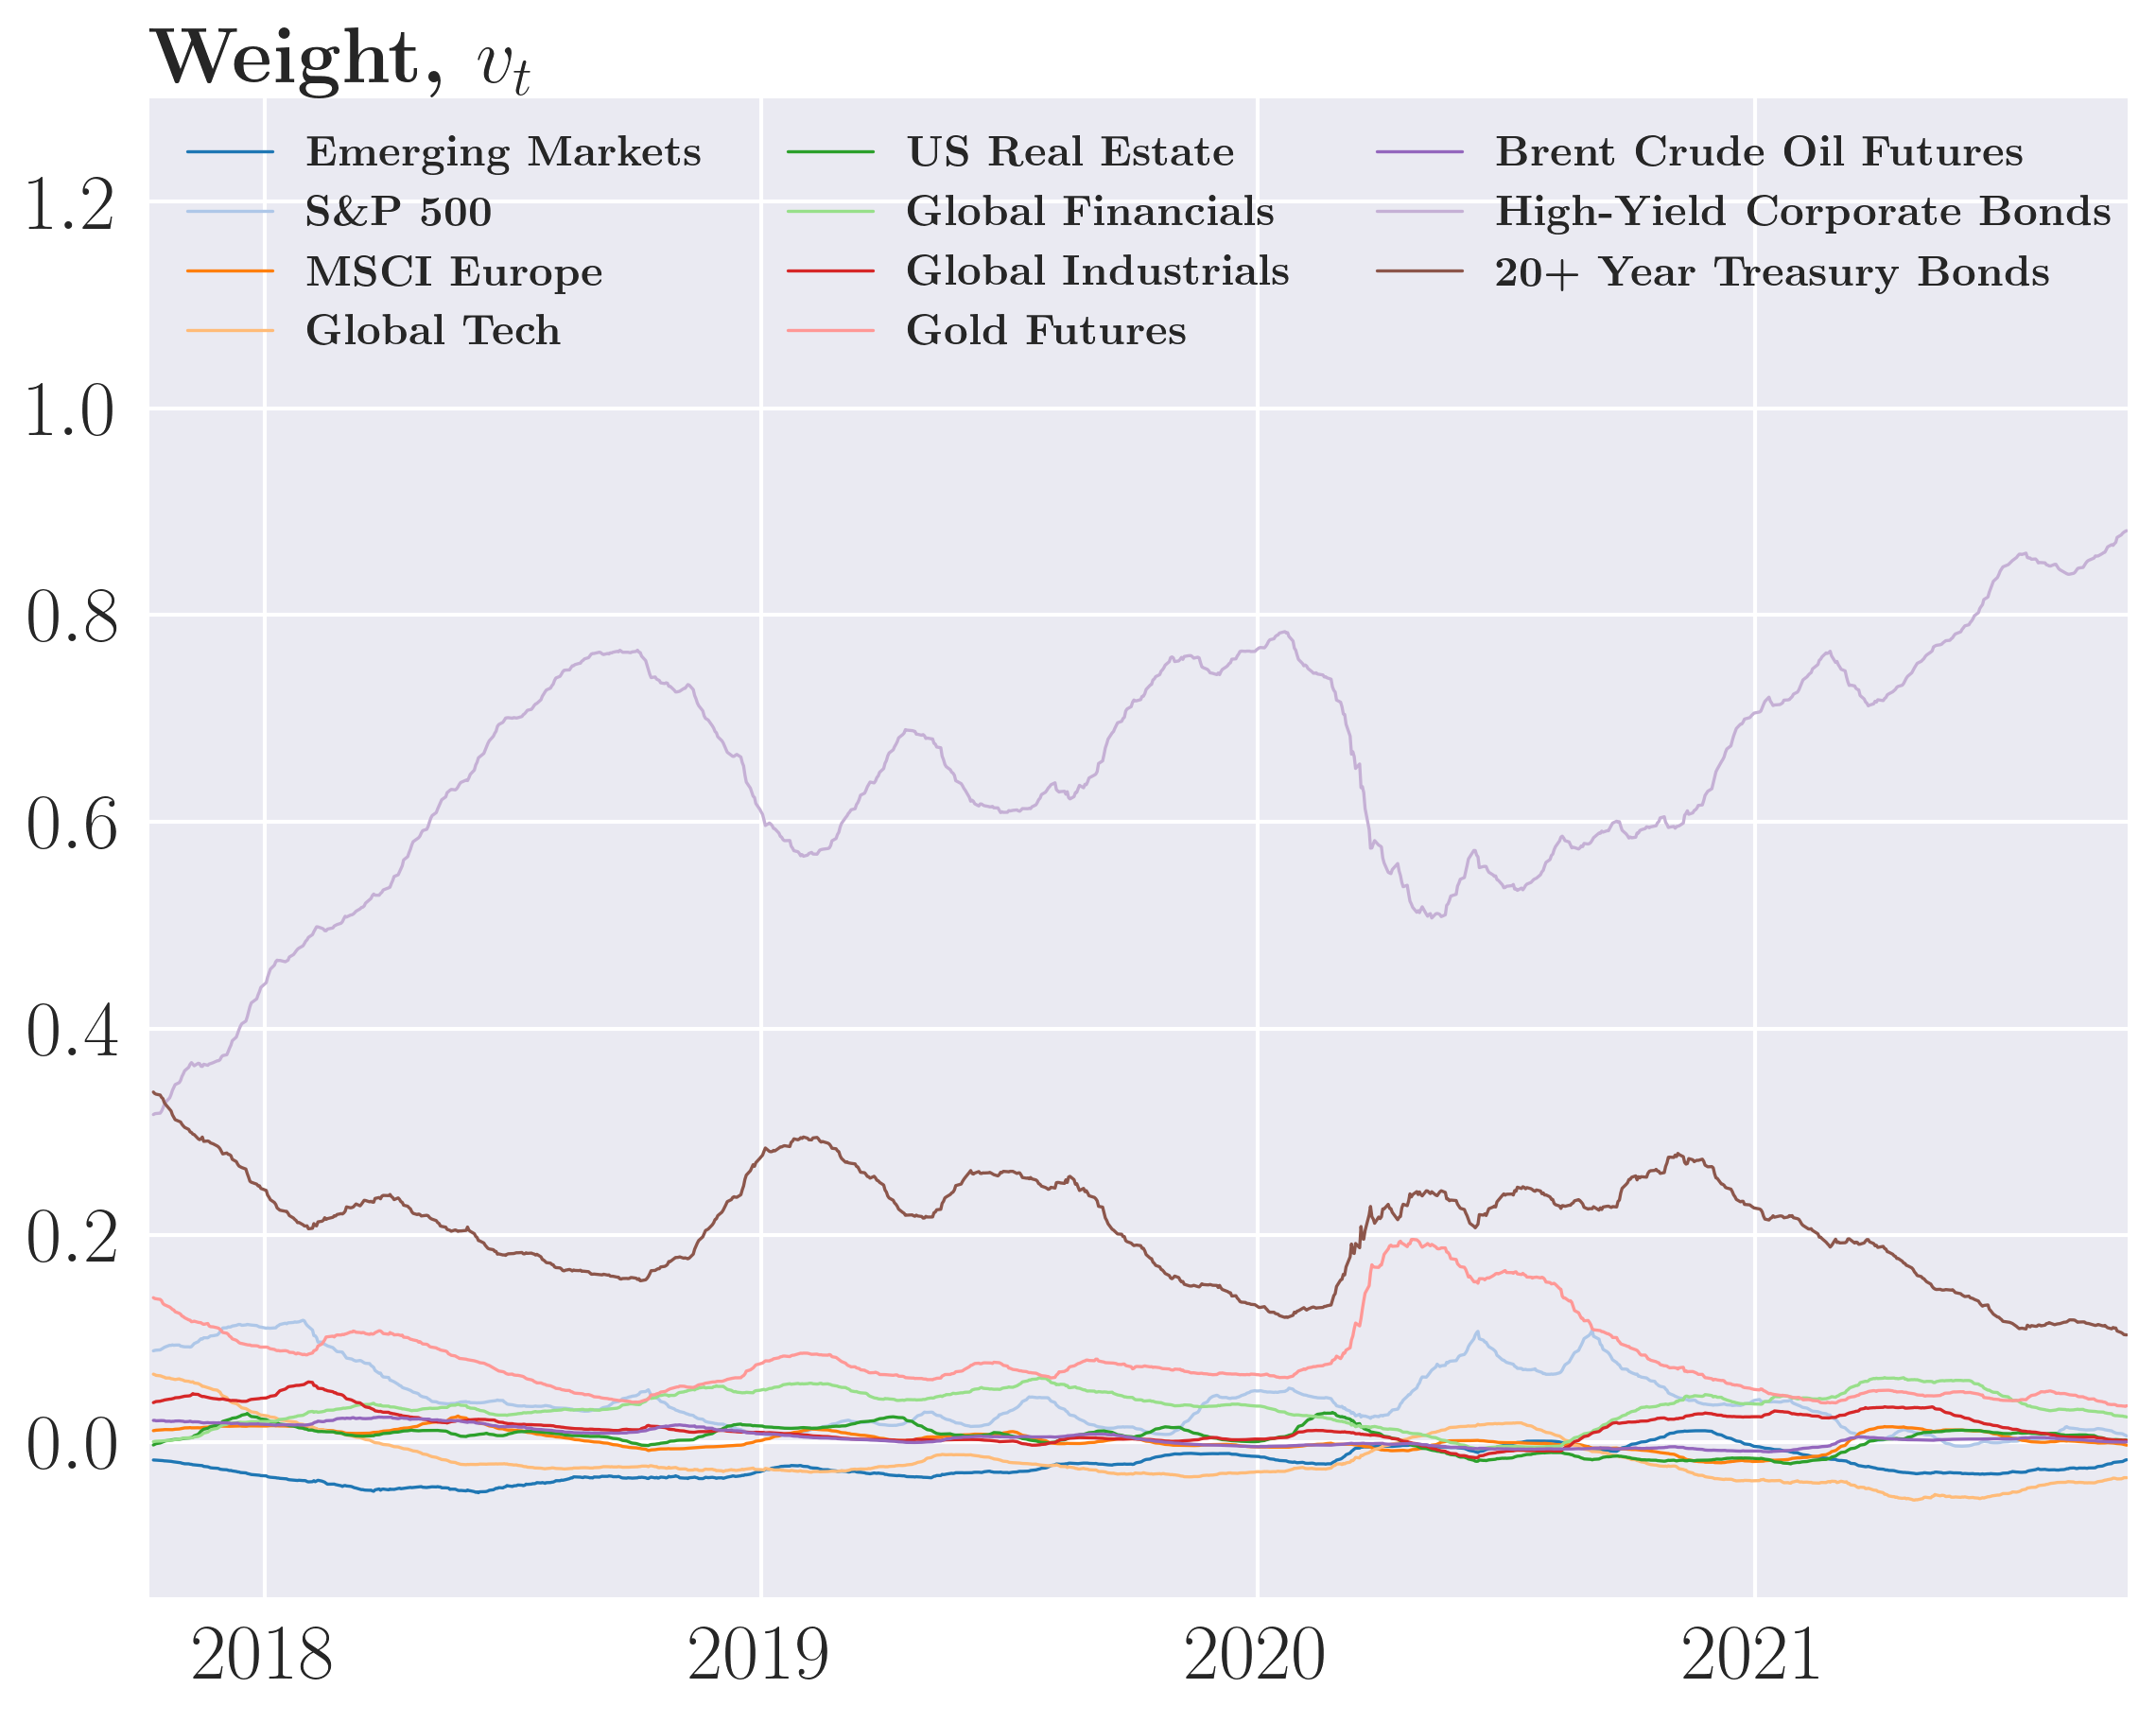 Weight, v_t
Emerging Markets
S&P 500
MSCI Europe
Global Tech
US Real Estate
Global Financials
Global Industrials
Gold Futures
Brent Crude Oil Futures
High-Yield Corporate Bonds
20+ Year Treasury Bonds
1.2
1.0
0.8
0.6
0.4
0.2
0.0
2018 2019 2020 2021